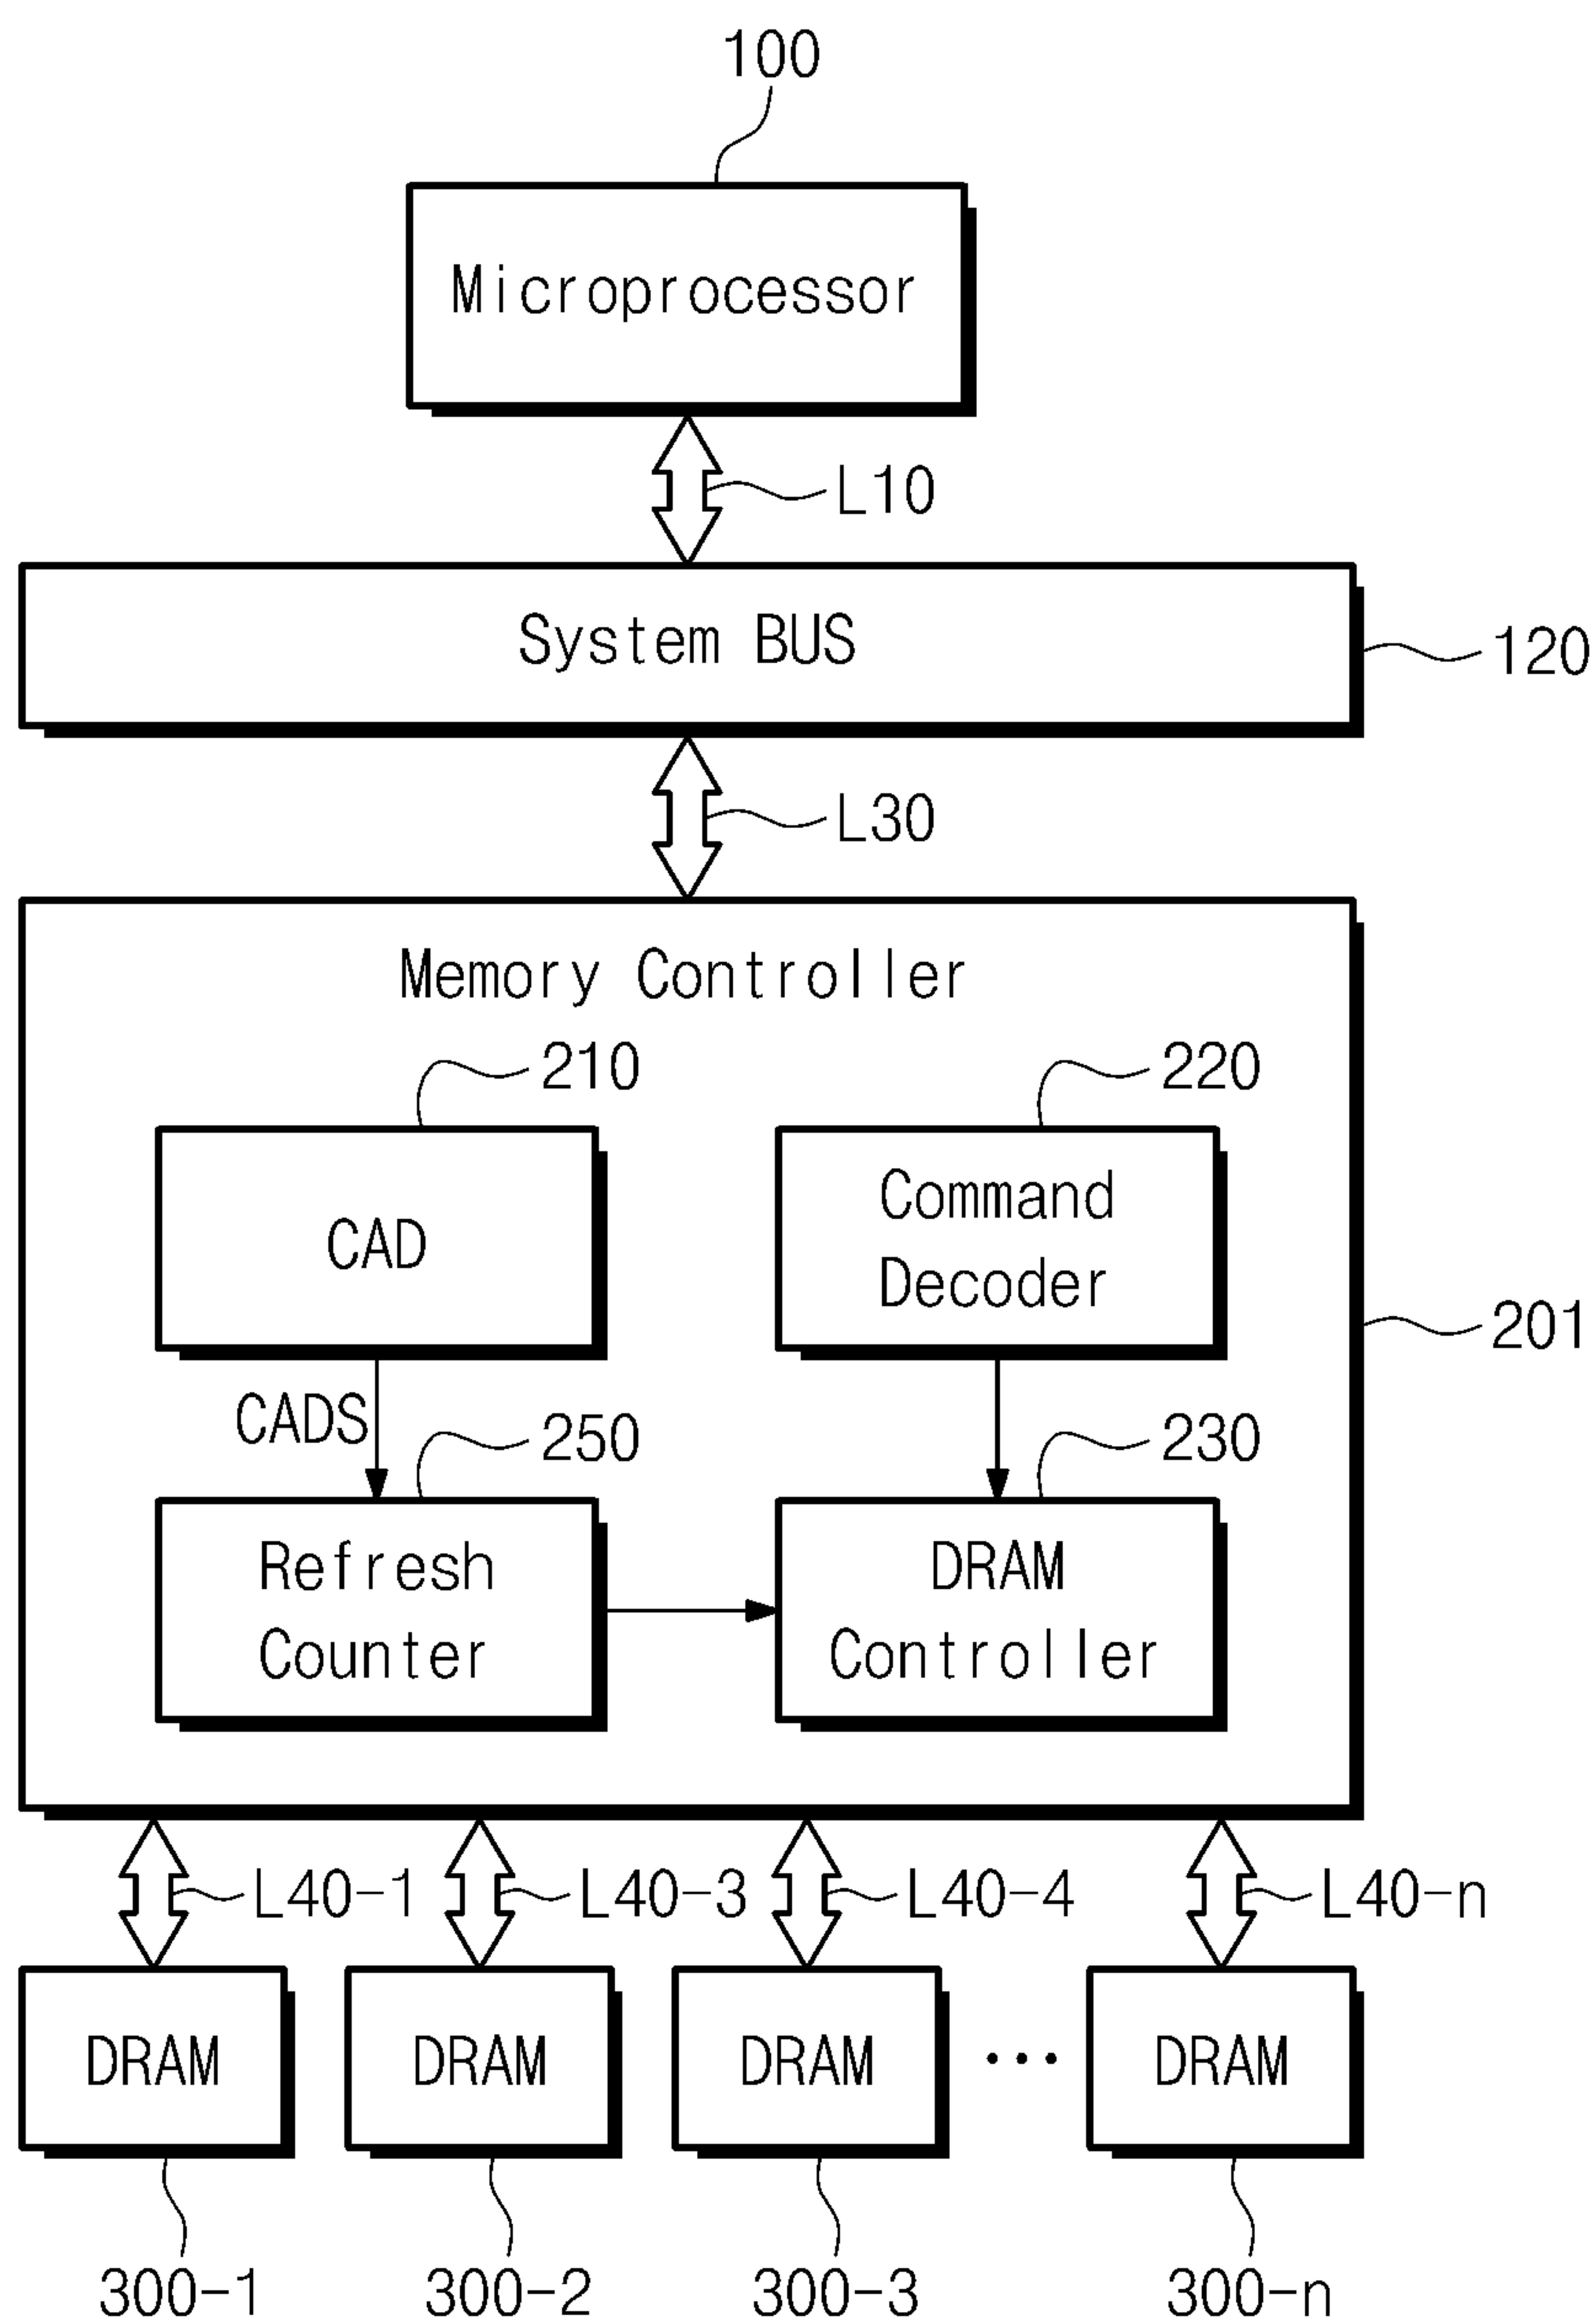 100
Microprocessor
L10
System BUS
120
L30
Memory Controller
210
220
CAD
Command
Decoder
201
CADS
250
230
Refresh
Counter
DRAM
Controller
L40-1
L40-3
L40-4
L40-n
DRAM
DRAM
DRAM
...
DRAM
300-1
300-2
300-3
300-n